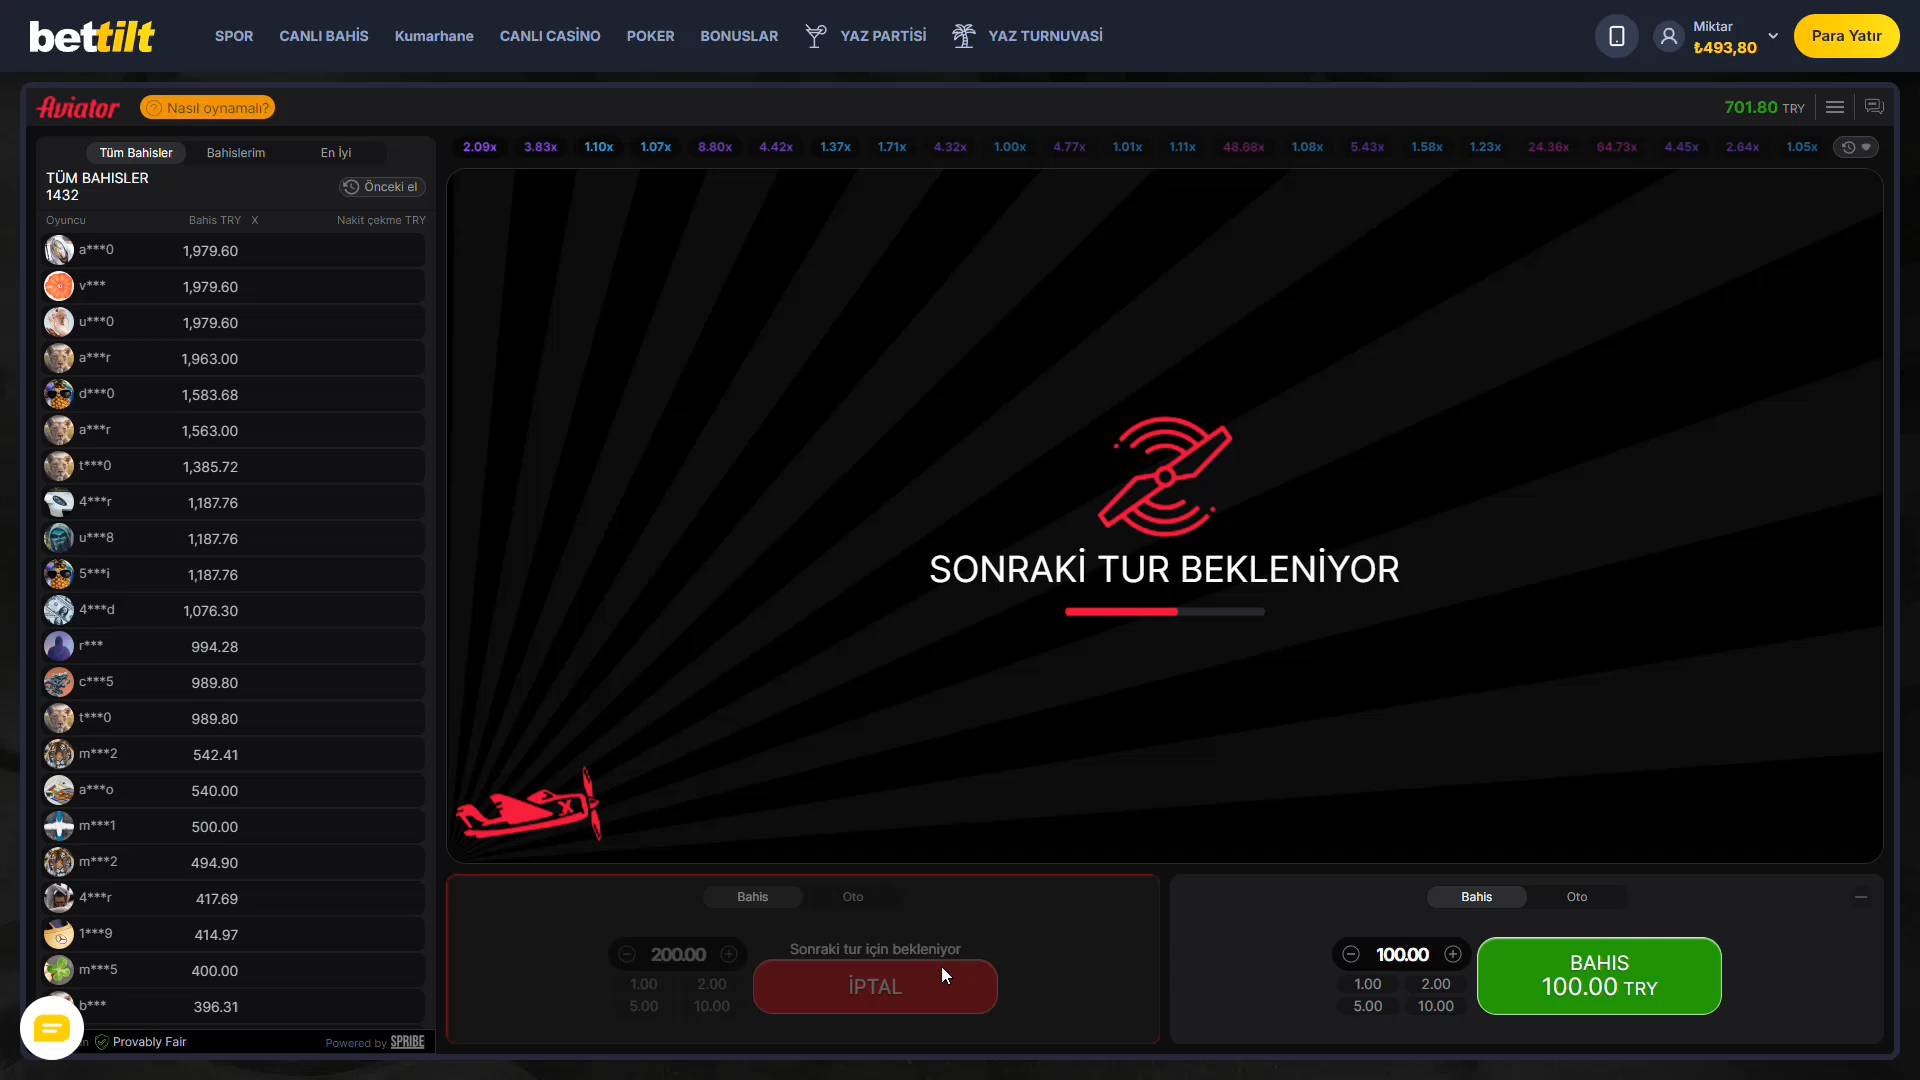 bettilt
SPOR
CANLI BAHİS
Kumarhane
CANLI CASİNO
POKER
BONUSLAR
YAZ PARTİSİ
YAZ TURNUVASI
Miktar
₺493,80
Para Yatır
Aviator
? Nasıl oynamalı?
701.80 TRY
Tüm Bahisler
Bahislerim
En İyi
2.09x 3.83x 1.10x 1.07x 8.80x 4.42x 1.37x 1.71x 4.32x 1.00x 4.77x 1.01x 1.11x 48.68x 1.08x 5.43x 1.58x 1.23x 24.36x 64.73x 4.45x 2.64x 1.05x
TÜM BAHISLER
1432
Önceki el
Oyuncu Bahis TRY X Nakit çekme TRY
a***0 1,979.60
v*** 1,979.60
u***0 1,979.60
a***r 1,963.00
d***0 1,583.68
a***r 1,563.00
t***0 1,385.72
4***r 1,187.76
u***8 1,187.76
5***i 1,187.76
4***d 1,076.30
r*** 994.28
c***5 989.80
t***0 989.80
m***2 542.41
a***o 540.00
m***1 500.00
m***2 494.90
4***r 417.69
1***9 414.97
m***5 400.00
b*** 396.31
Provably Fair
Powered by SPRIBE
SONRAKİ TUR BEKLENİYOR
X
Bahis Oto
200.00
1.00 2.00
5.00 10.00
Sonraki tur için bekleniyor
İPTAL
Bahis Oto
100.00
1.00 2.00
5.00 10.00
BAHIS
100.00 TRY